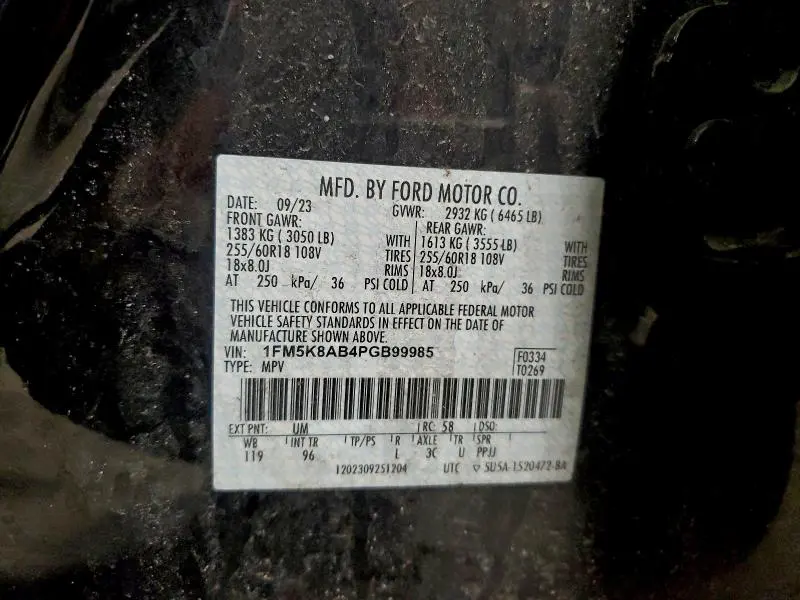 MFD. BY FORD MOTOR CO.
DATE: 09/23 GVWR: 2932 KG ( 6465 LB)
FRONT GAWR: REAR GAWR:
1383 KG ( 3050 LB) WITH 1613 KG ( 3555 LB) WITH
255/60R18 108V TIRES 255/60R18 108V TIRES
18x8.0J RIMS 18x8.0J RIMS
AT 250 kPa/ 36 PSI COLD AT 250 kPa/ 36 PSI COLD
THIS VEHICLE CONFORMS TO ALL APPLICABLE FEDERAL MOTOR
VEHICLE SAFETY STANDARDS IN EFFECT ON THE DATE OF
MANUFACTURE SHOWN ABOVE.
VIN: 1FM5K8AB4PGB99985 F0334
TYPE: MPV T0269
EXT PNT: UM RC: 58 DSO:
WB INT TR TP/PS R AXLE TR SPR
119 96 L 3C U PPJJ
1202309251204 UTC ▽ 5U5A-1520472-BA